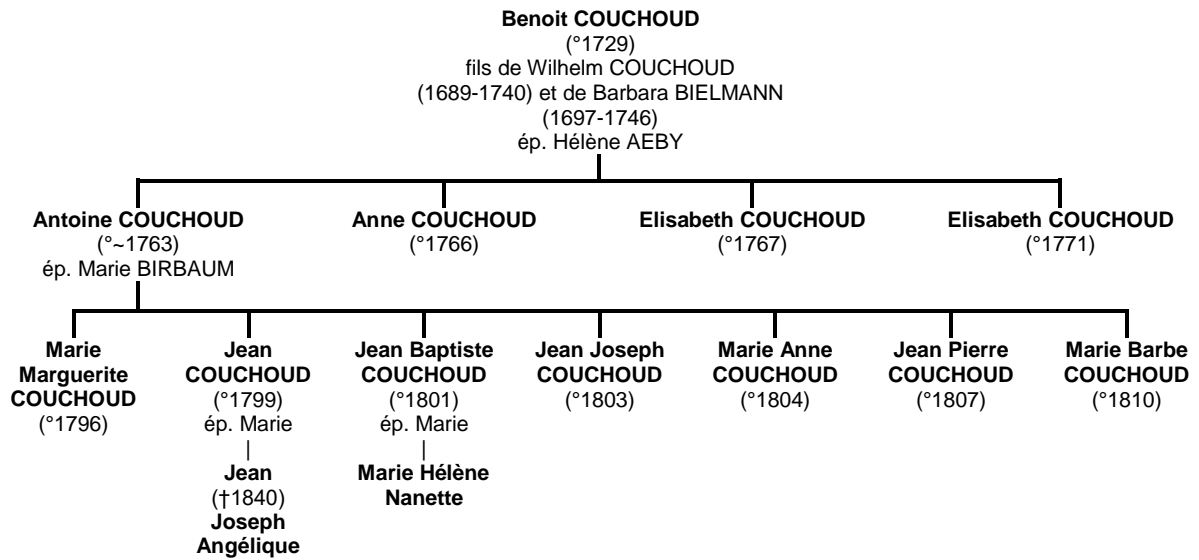 Benoit COUCHOUD
(°1729)
fils de Wilhelm COUCHOUD
(1689-1740) et de Barbara BIELMANN
(1697-1746)
ép. Hélène AEBY
Antoine COUCHOUD
(°~1763)
ép. Marie BIRBAUM
Anne COUCHOUD
(°1766)
Elisabeth COUCHOUD
(°1767)
Elisabeth COUCHOUD
(°1771)
Marie
Marguerite
COUCHOUD
(°1796)
Jean
COUCHOUD
(°1799)
ép. Marie
|
Jean
(†1840)
Joseph
Angélique
Jean Baptiste
COUCHOUD
(°1801)
ép. Marie
|
Marie Hélène
Nanette
Jean Joseph
COUCHOUD
(°1803)
Marie Anne
COUCHOUD
(°1804)
Jean Pierre
COUCHOUD
(°1807)
Marie Barbe
COUCHOUD
(°1810)